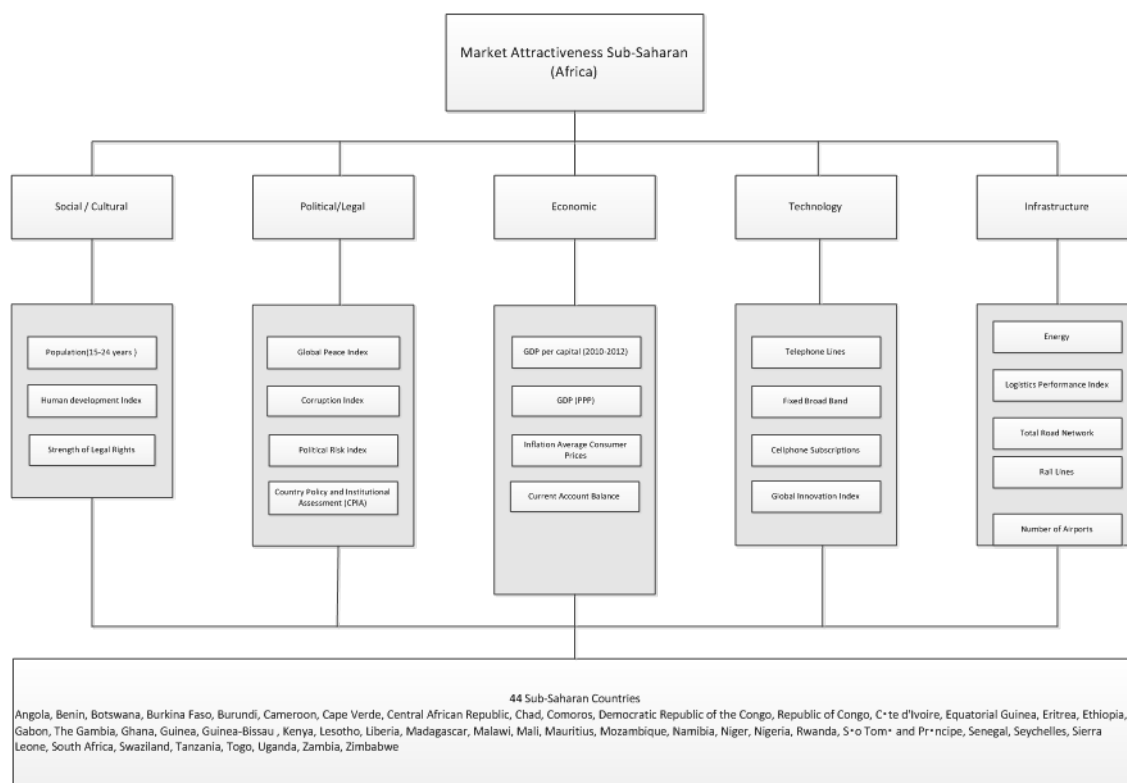 Market Attractiveness Sub-Saharan
(Africa)
Social / Cultural
Political/Legal
Economic
Technology
Infrastructure
Population(15-24 years )
Human development Index
Strength of Legal Rights
Global Peace Index
Corruption Index
Political Risk index
Country Policy and Institutional
Assessment (CPIA)
GDP per capital (2010-2012)
GDP (PPP)
Inflation Average Consumer
Prices
Current Account Balance
Telephone Lines
Fixed Broad Band
Cellphone Subscriptions
Global Innovation Index
Energy
Logistics Performance Index
Total Road Network
Rail Lines
Number of Airports
44 Sub-Saharan Countries
Angola, Benin, Botswana, Burkina Faso, Burundi, Cameroon, Cape Verde, Central African Republic, Chad, Comoros, Democratic Republic of the Congo, Republic of Congo, C•te d'Ivoire, Equatorial Guinea, Eritrea, Ethiopia,
Gabon, The Gambia, Ghana, Guinea, Guinea-Bissau , Kenya, Lesotho, Liberia, Madagascar, Malawi, Mali, Mauritius, Mozambique, Namibia, Niger, Nigeria, Rwanda, S•o Tom• and Pr•ncipe, Senegal, Seychelles, Sierra
Leone, South Africa, Swaziland, Tanzania, Togo, Uganda, Zambia, Zimbabwe